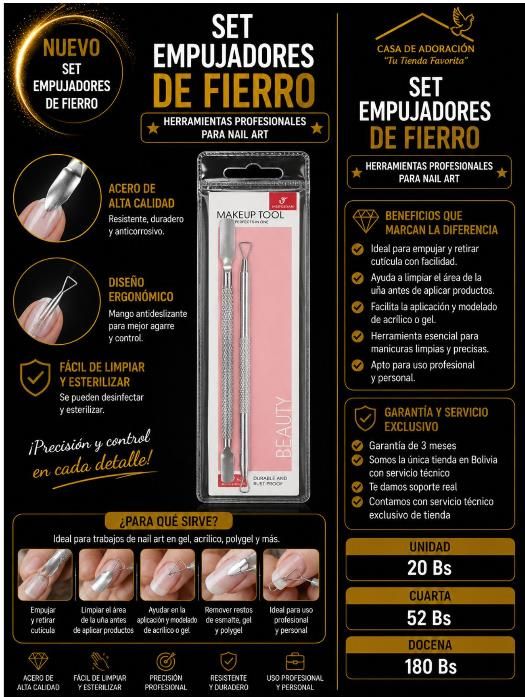 NUEVO
SET
EMPUJADORES
DE FIERRO
SET
EMPUJADORES
DE FIERRO
HERRAMIENTAS PROFESIONALES
PARA NAIL ART
ACERO DE
ALTA CALIDAD
Resistente, duradero
y anticorrosivo.
DISEÑO
ERGONÓMICO
Mango antideslizante
para mejor agarre
y control.
FÁCIL DE LIMPIAR
Y ESTERILIZAR
Se pueden desinfectar
y esterilizar.
¡Precisión y control
en cada detalle!
MAKEUP TOOL
PERFECTS IN ONE
BEAUTY
DURABLE AND
RUST PROOF
¿PARA QUÉ SIRVE?
Ideal para trabajos de nail art en gel, acrílico, polygel y más.
Empujar
y retirar
cutícula
Limpiar el área
de la uña antes
de aplicar productos
Ayudar en la
aplicación y modelado
de acrílico o gel
Remover restos
de esmalte, gel
y polygel
Ideal para uso
profesional
y personal
ACERO DE
ALTA CALIDAD
FÁCIL DE LIMPIAR
Y ESTERILIZAR
PRECISIÓN
PROFESIONAL
RESISTENTE
Y DURADERO
USO PROFESIONAL
Y PERSONAL
CASA DE ADORACIÓN
"Tu Tienda Favorita"
SET
EMPUJADORES
DE FIERRO
HERRAMIENTAS PROFESIONALES
PARA NAIL ART
BENEFICIOS QUE
MARCAN LA DIFERENCIA
Ideal para empujar y retirar
cutícula con facilidad.
Ayuda a limpiar el área de la
uña antes de aplicar productos.
Facilita la aplicación y modelado
de acrílico o gel.
Herramienta esencial para
manicuras limpias y precisas.
Apto para uso profesional
y personal.
GARANTÍA Y SERVICIO
EXCLUSIVO
Garantía de 3 meses
Somos la única tienda en Bolivia
con servicio técnico
Te damos soporte real
Contamos con servicio técnico
exclusivo de tienda
UNIDAD
20 Bs
CUARTA
52 Bs
DOCENA
180 Bs